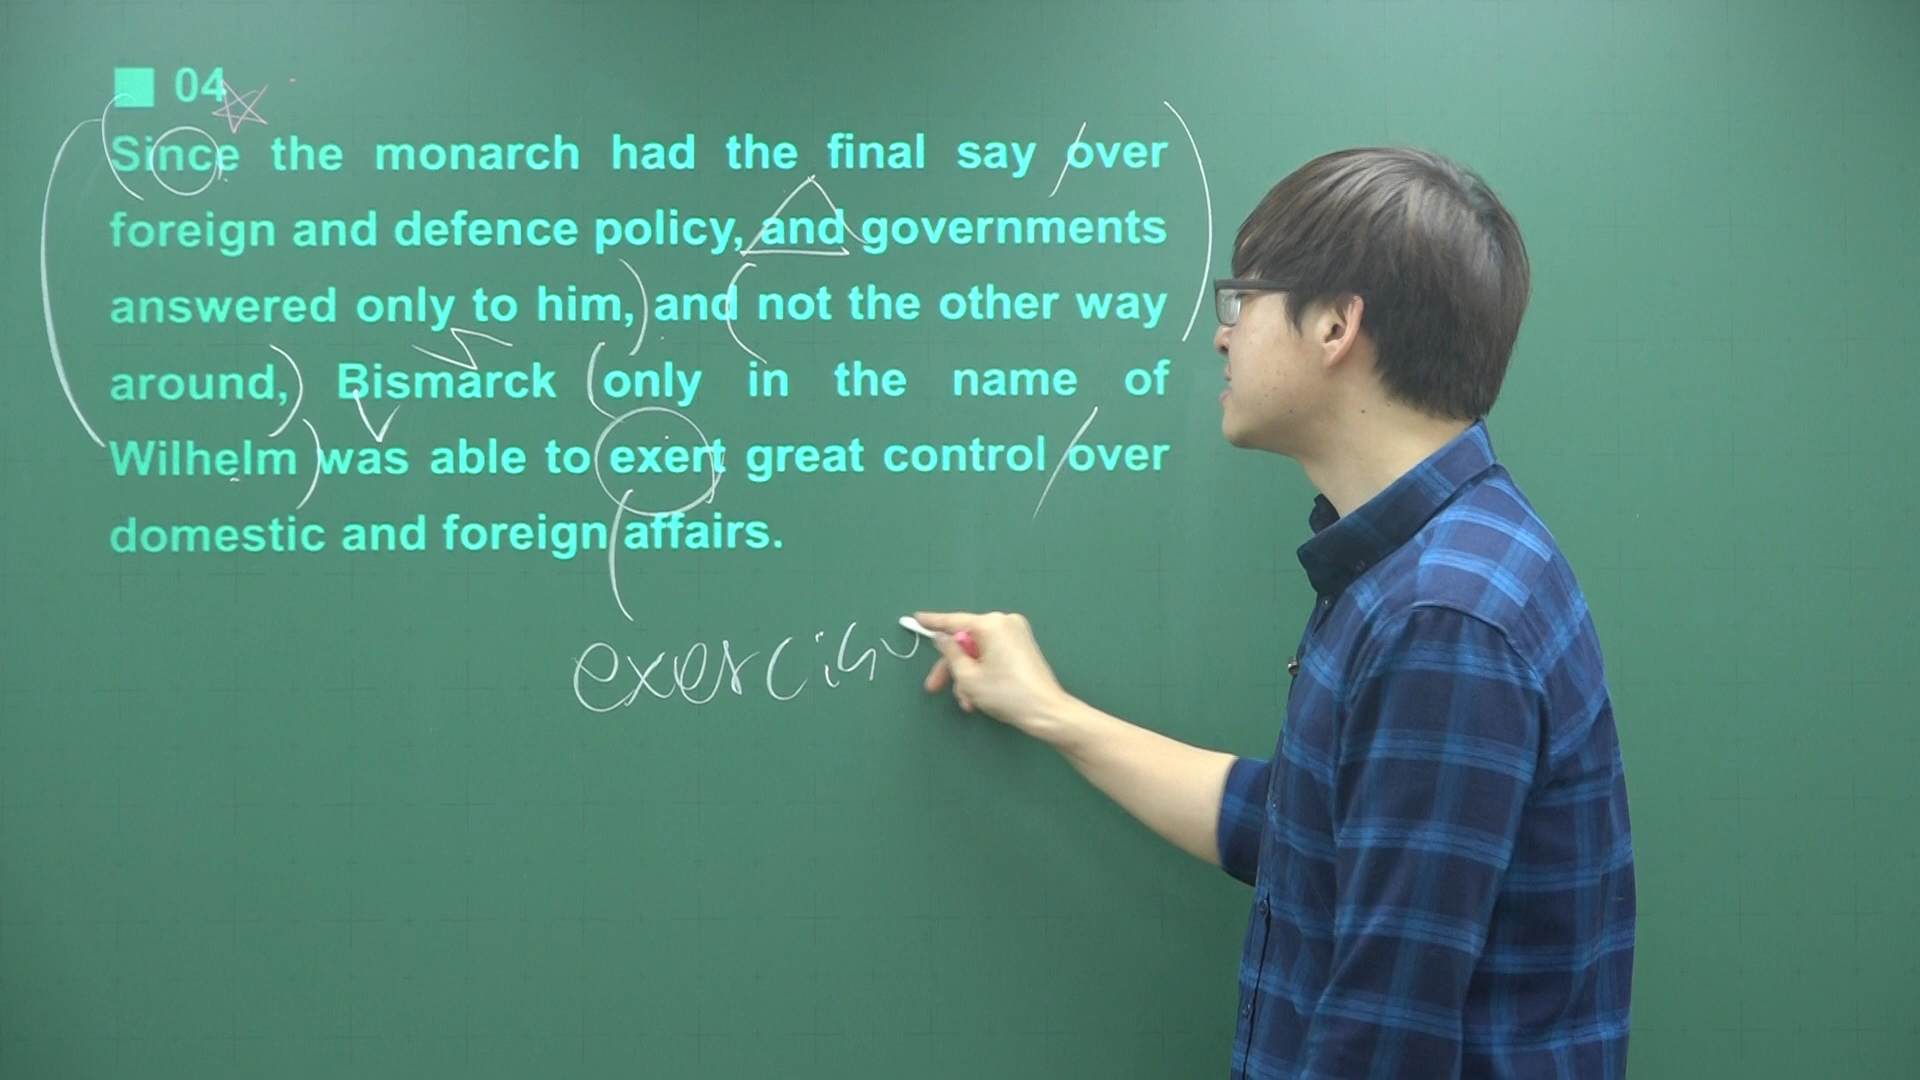 ■ 04
Since the monarch had the final say over
foreign and defence policy, and governments
answered only to him, and not the other way
around, Bismarck only in the name of
Wilhelm was able to exert great control over
domestic and foreign affairs.